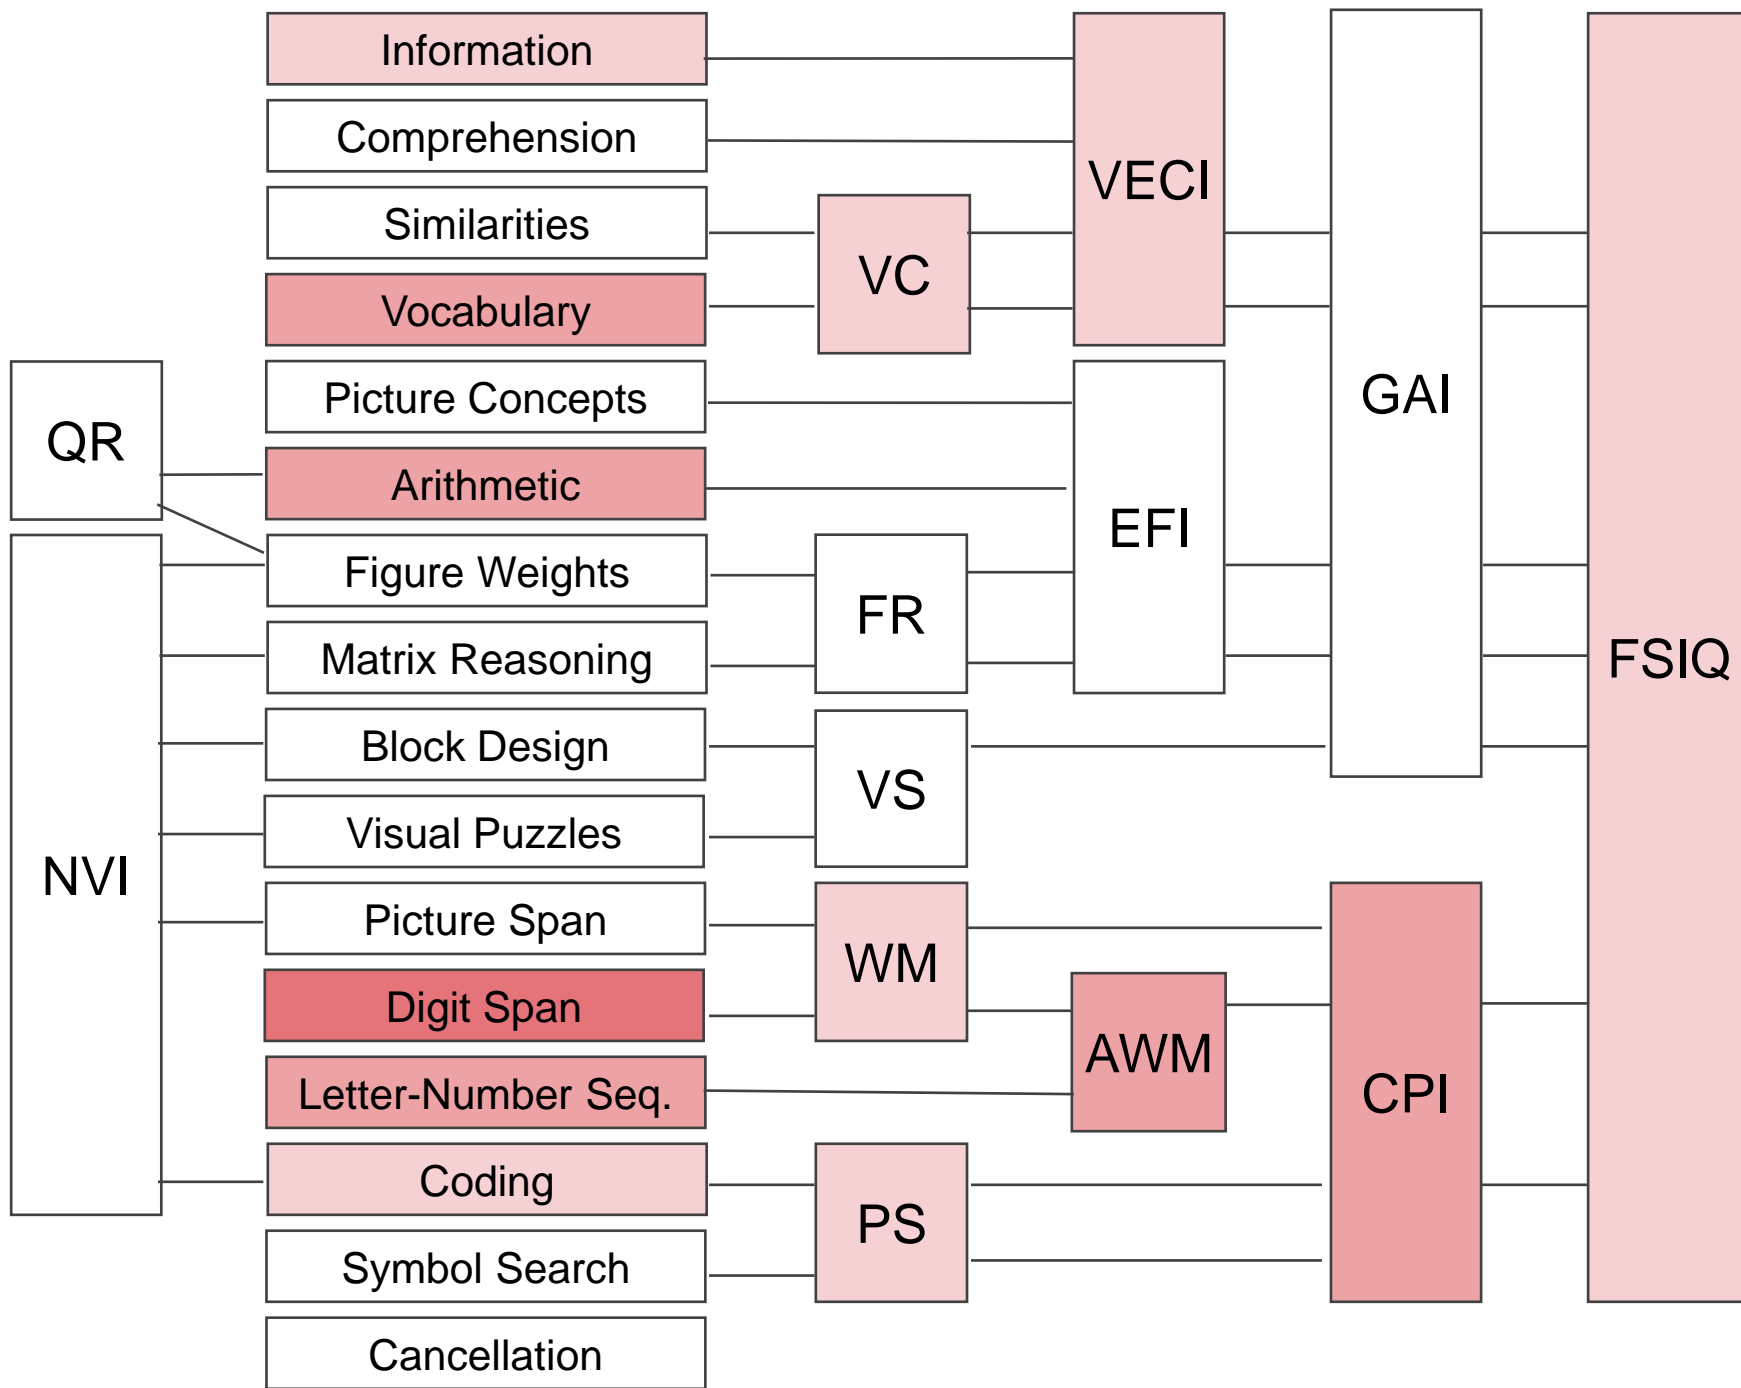 Information
Comprehension
Similarities
Vocabulary
Picture Concepts
Arithmetic
Figure Weights
Matrix Reasoning
Block Design
Visual Puzzles
Picture Span
Digit Span
Letter-Number Seq.
Coding
Symbol Search
Cancellation
QR
NVI
VC
FR
VS
WM
PS
VECI
EFI
AWM
GAI
CPI
FSIQ